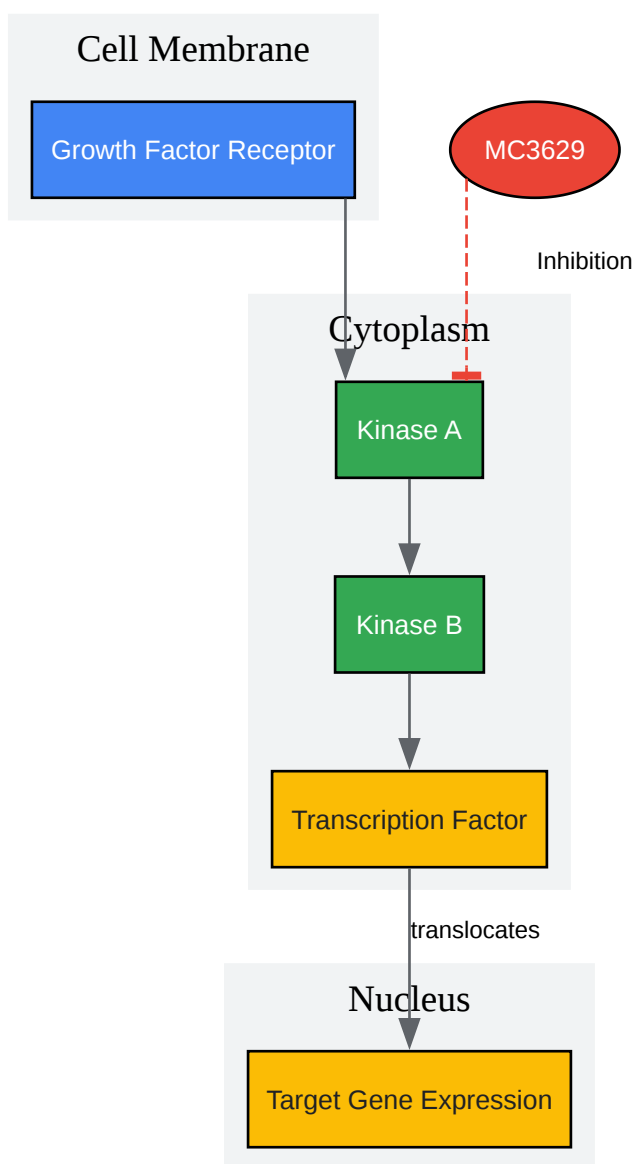 Cell Membrane
Growth Factor Receptor
MC3629
Inhibition
Cytoplasm
Kinase A
Kinase B
Transcription Factor
translocates
Nucleus
Target Gene Expression